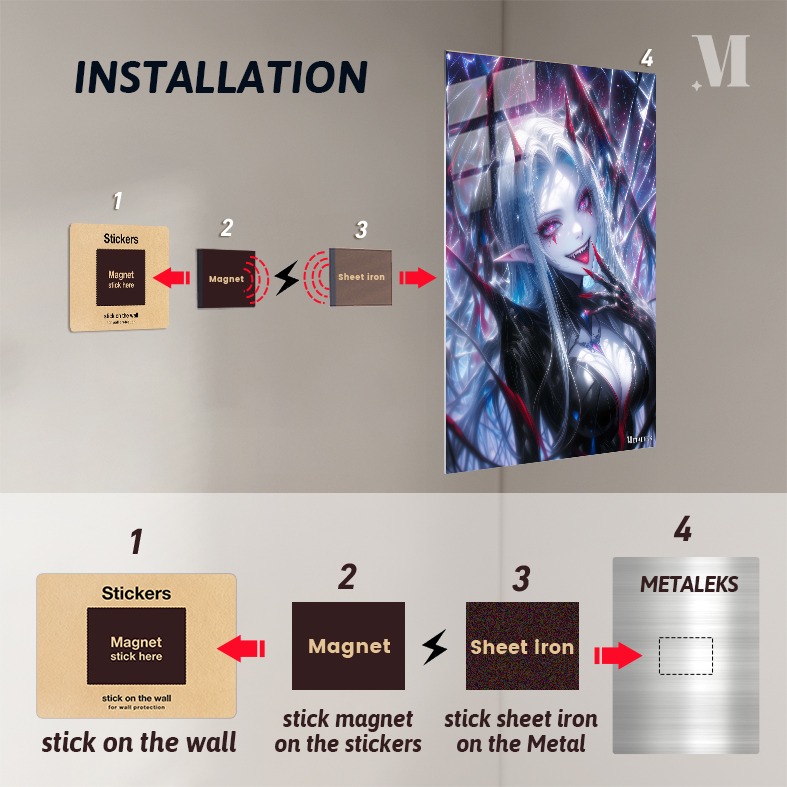 INSTALLATION
M
4
1
2
3
Stickers
Magnet
stick here
stick on the wall
for wall protection
Magnet
Sheet iron
1
2
3
4
Stickers
Magnet
stick here
stick on the wall
for wall protection
Magnet
Sheet iron
METALEKS
stick on the wall
stick magnet
on the stickers
stick sheet iron
on the Metal